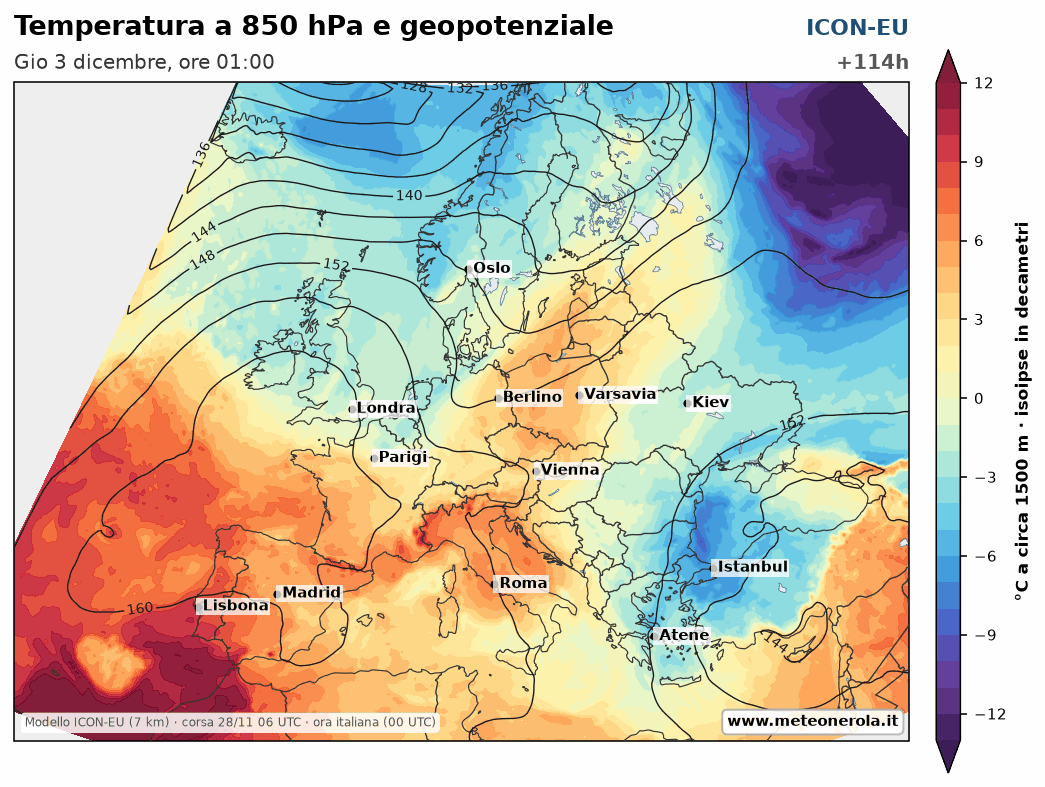 Temperatura a 850 hPa e geopotenziale
ICON-EU
Gio 3 dicembre, ore 01:00
+114h
128
132
136
136
140
144
148
152
Oslo
Berlino
Varsavia
Kiev
Londra
152
Parigi
Vienna
Istanbul
Roma
Madrid
Lisbona
160
Atene
144
Modello ICON-EU (7 km) · corsa 28/11 06 UTC · ora italiana (00 UTC)
www.meteonerola.it
12
9
6
3
0
−3
−6
−9
−12
°C a circa 1500 m · isoipse in decametri